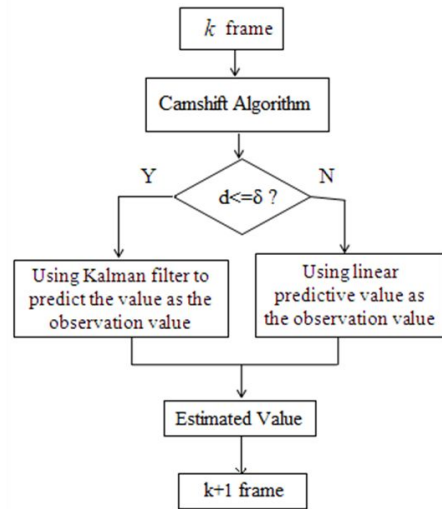 k frame
Camshift Algorithm
Y
N
d<=δ ?
Using Kalman filter to
predict the value as the
observation value
Using linear
predictive value as
the observation value
Estimated Value
k+1 frame